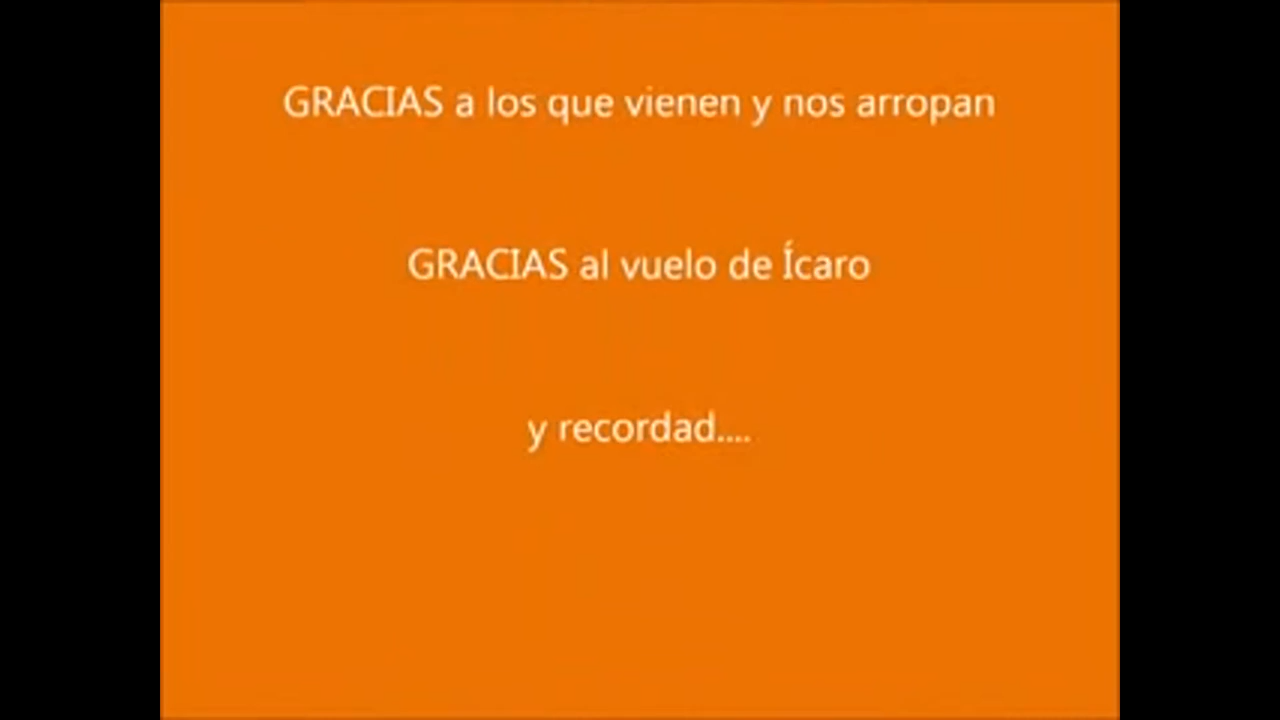 GRACIAS a los que vienen y nos arropan
GRACIAS al vuelo de Ícaro
y recordad....